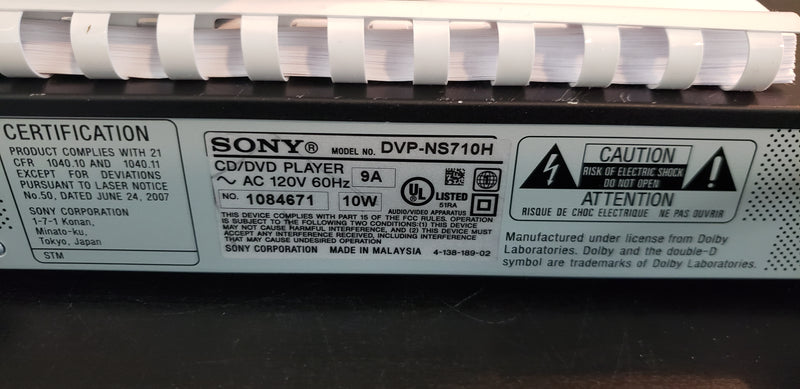 CERTIFICATION
PRODUCT COMPLIES WITH 21
CFR 1040.10 AND 1040.11
EXCEPT FOR DEVIATIONS
PURSUANT TO LASER NOTICE
No.50, DATED JUNE 24, 2007
SONY CORPORATION
1-7-1 Konan,
Minato-ku,
Tokyo, Japan
STM
SONY® MODEL NO. DVP-NS710H
CD/DVD PLAYER 9A
~ AC 120V 60Hz
NO. 1084671 10W
UL® LISTED
51RA
AUDIO/VIDEO APPARATUS
THIS DEVICE COMPLIES WITH PART 15 OF THE FCC RULES. OPERATION
IS SUBJECT TO THE FOLLOWING TWO CONDITIONS:(1) THIS DEVICE
MAY NOT CAUSE HARMFUL INTERFERENCE, AND (2) THIS DEVICE MUST
ACCEPT ANY INTERFERENCE RECEIVED, INCLUDING INTERFERENCE
THAT MAY CAUSE UNDESIRED OPERATION
SONY CORPORATION MADE IN MALAYSIA 4-138-189-02
CAUTION
RISK OF ELECTRIC SHOCK
DO NOT OPEN
ATTENTION
RISQUE DE CHOC ELECTRIQUE NE PAS OUVRIR
Manufactured under license from Dolby
Laboratories. Dolby and the double-D
symbol are trademarks of Dolby Laboratories.